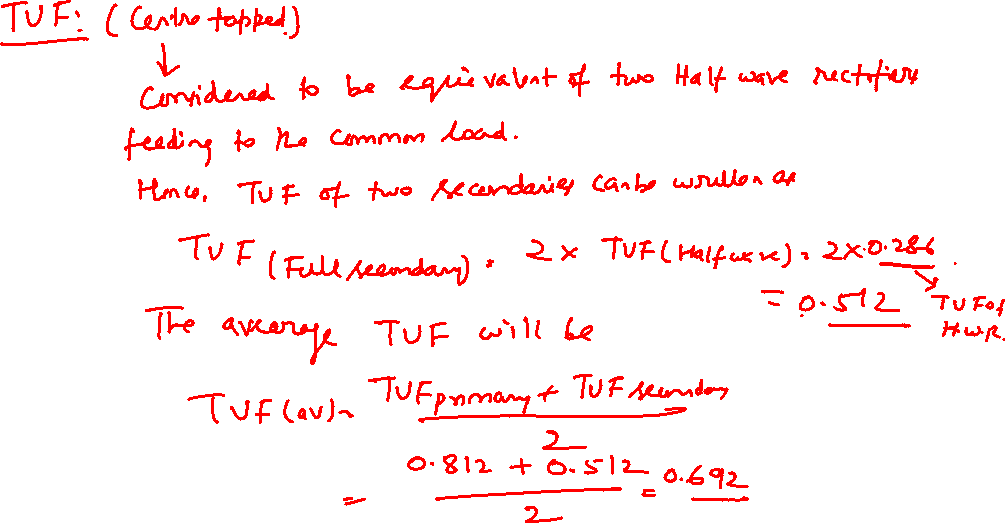 TUF: (Centre tapped)
↓
Considered to be equivalent of two Half wave rectifiers
feeding to the common load.
Hence, TUF of two secondaries can be written as
TUF (Full secondary) = 2 × TUF (Half wave) = 2×0.286
= 0.512 TUF of H.W.R.
The average TUF will be
TUF (av) = TUF primary + TUF secondary / 2
= 0.812 + 0.512 / 2 = 0.692